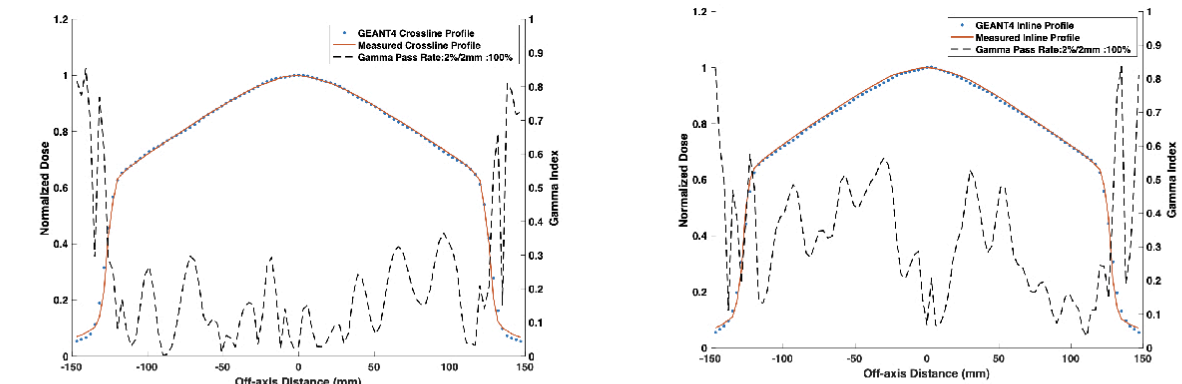 GEANT4 Crossline Profile
Measured Crossline Profile
Gamma Pass Rate:2%/2mm :100%
Normalized Dose
1.2
1
0.8
0.6
0.4
0.2
0
-150 -100 -50 0 50 100 150
Off-axis Distance (mm)
1
0.9
0.8
0.7
0.6
0.5
0.4
0.3
0.2
0.1
0
Gamma Index
GEANT4 Inline Profile
Measured Inline Profile
Gamma Pass Rate:2%/2mm :100%
Normalized Dose
1.2
1
0.8
0.6
0.4
0.2
0
-150 -100 -50 0 50 100 150
Off-axis Distance (mm)
1
0.9
0.8
0.7
0.6
0.5
0.4
0.3
0.2
0.1
0
Gamma Index